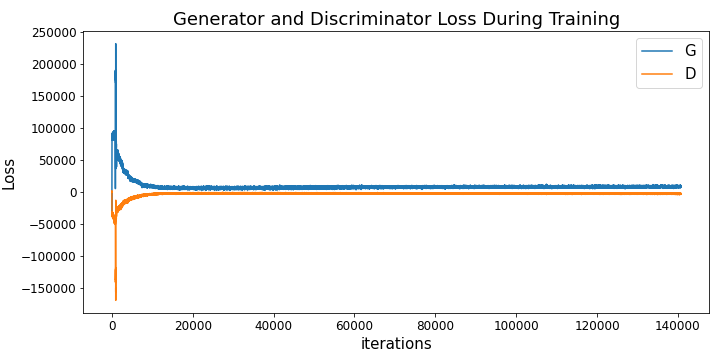 Generator and Discriminator Loss During Training
250000
200000
150000
100000
50000
0
−50000
−100000
−150000
Loss
G
D
0 20000 40000 60000 80000 100000 120000 140000
iterations